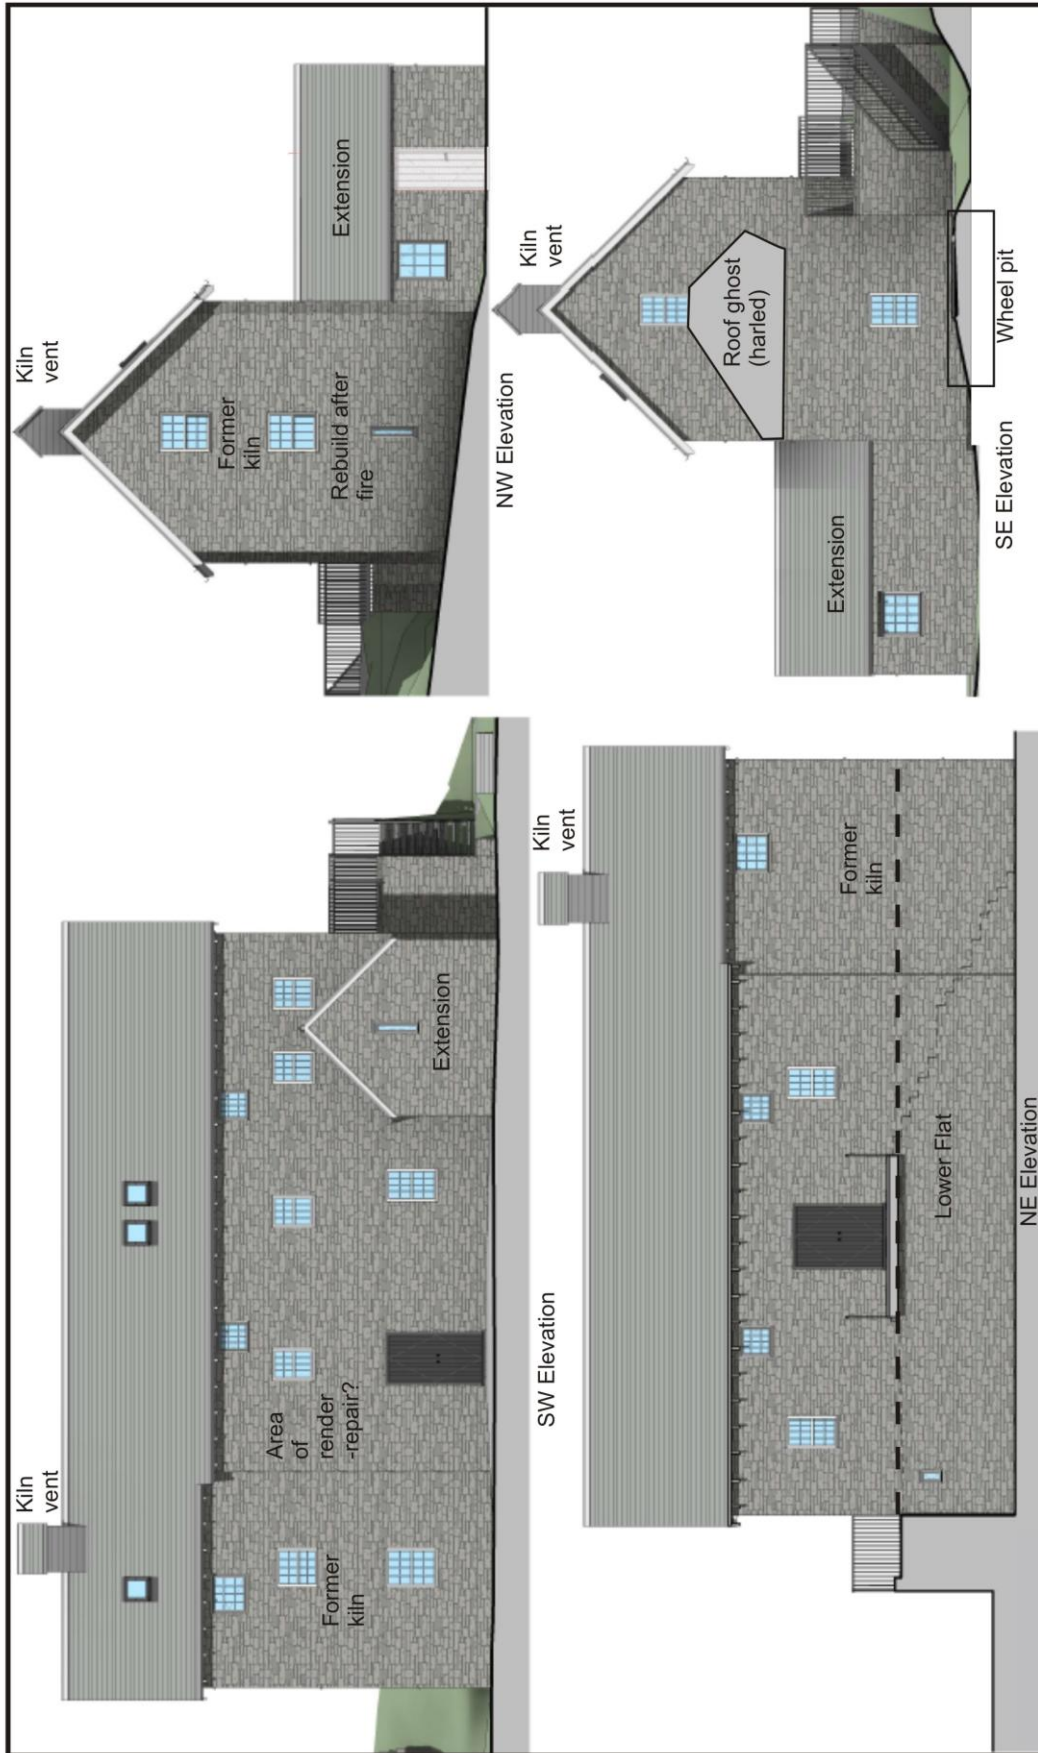 Kiln
vent
Former
kiln
Area
of
render
-repair?
Extension
SW Elevation
Kiln
vent
Former
kiln
Rebuild after
fire
Extension
NW Elevation
Kiln
vent
Former
kiln
Lower Flat
NE Elevation
Kiln
vent
Roof ghost
(harled)
Extension
Wheel pit
SE Elevation